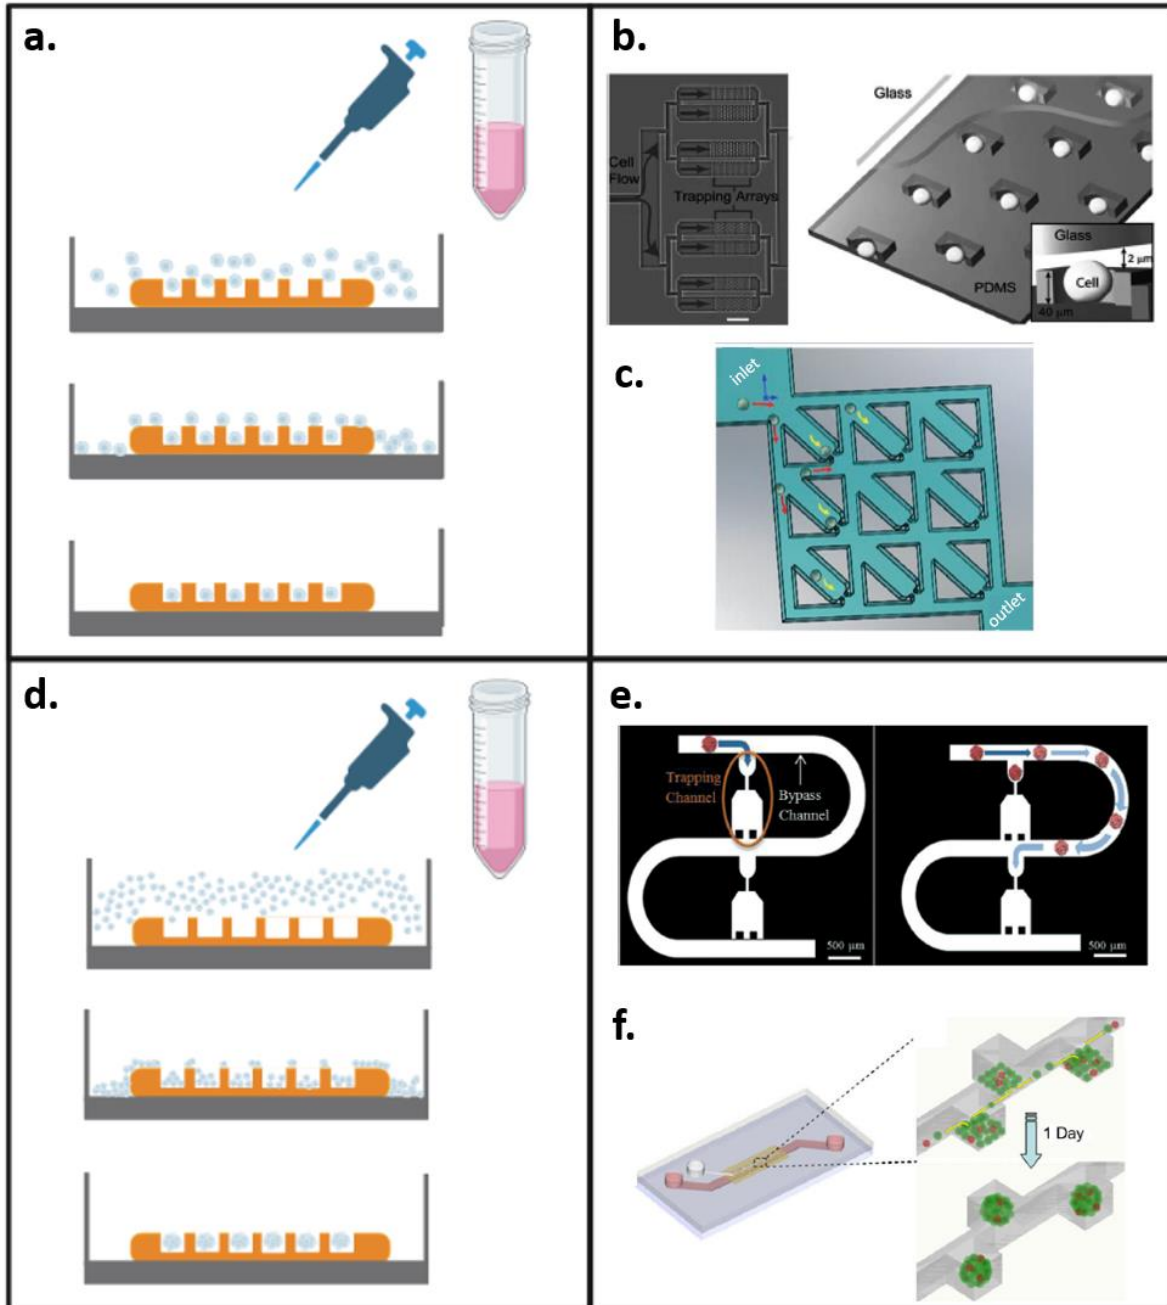 a.
b.
Glass
Cell
Flow
Trapping Arrays
PDMS
Glass
2 μm
Cell
40 μm
c.
inlet
outlet
d.
e.
Trapping
Channel
Bypass
Channel
500 μm
500 μm
f.
1 Day